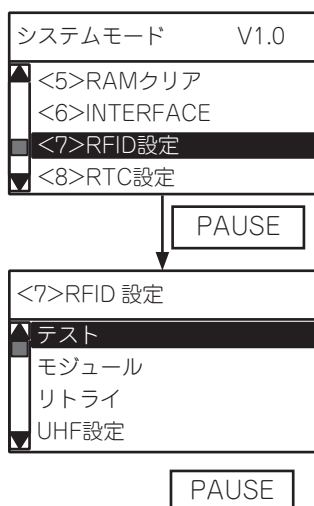 システムモード V1.0
<5>RAMクリア
<6>INTERFACE
<7>RFID設定
<8>RTC設定
PAUSE
<7>RFID 設定
テスト
モジュール
リトライ
UHF設定
PAUSE